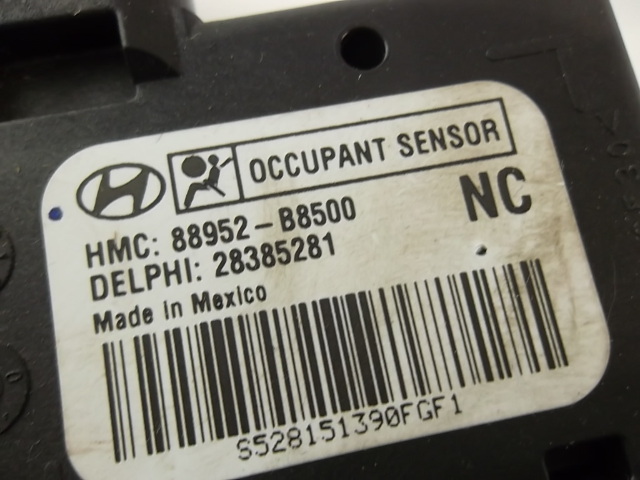 OCCUPANT SENSOR
NC
HMC: 88952-B8500
DELPHI: 28385281
Made in Mexico
S528151390FGF1